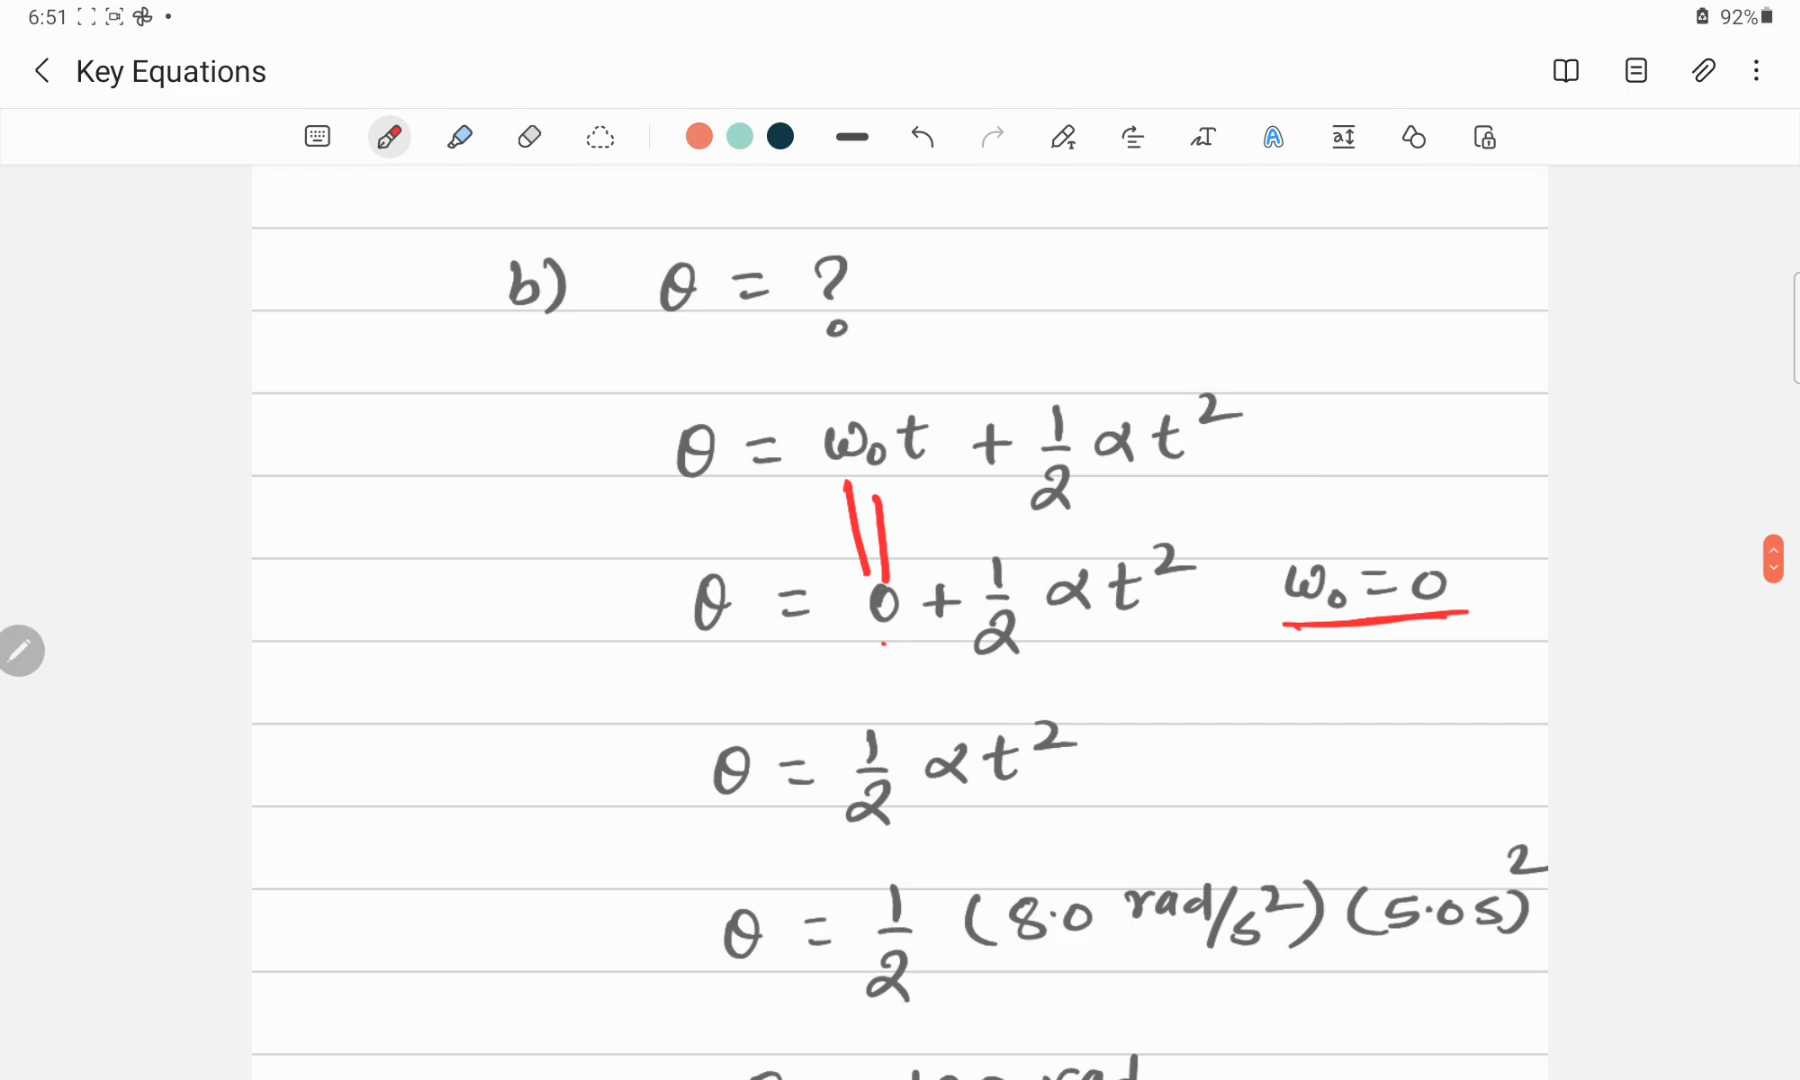 6:51
92%
Key Equations
b) θ = ?
θ = ω₀t + 1/2 αt²
θ = 0 + 1/2 αt² ω₀ = 0
θ = 1/2 αt²
θ = 1/2 (8.0 rad/s²) (5.0s)²
rad